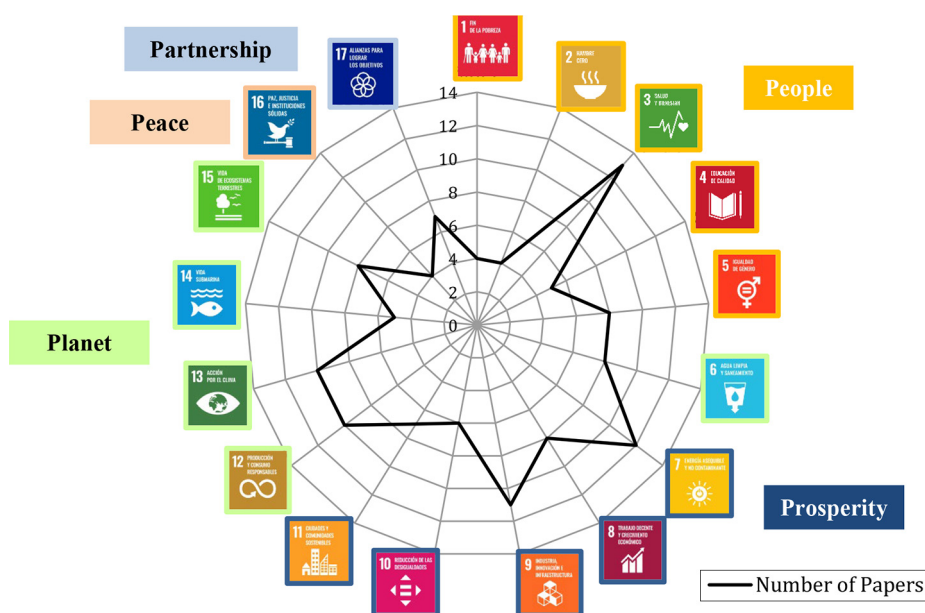 Partnership
Peace
Planet
People
Prosperity
1 FIN
DE LA POBREZA
2 HAMBRE
CERO
3 SALUD
Y BIENESTAR
4 EDUCACIÓN
DE CALIDAD
5 IGUALDAD
DE GÉNERO
6 AGUA LIMPIA
Y SANEAMIENTO
7 ENERGÍA ASEQUIBLE
Y NO CONTAMINANTE
8 TRABAJO DECENTE
Y CRECIMIENTO
ECONÓMICO
9 INDUSTRIA,
INNOVACIÓN E
INFRAESTRUCTURA
10 REDUCCIÓN DE LAS
DESIGUALDADES
11 CIUDADES Y
COMUNIDADES
SOSTENIBLES
12 PRODUCCIÓN
Y CONSUMO
RESPONSABLES
13 ACCIÓN
POR EL CLIMA
14 VIDA
SUBMARINA
15 VIDA
DE ECOSISTEMAS
TERRESTRES
16 PAZ, JUSTICIA
E INSTITUCIONES
SÓLIDAS
17 ALIANZAS PARA
LOGRAR
LOS OBJETIVOS
14
12
10
8
6
4
2
0
Number of Papers